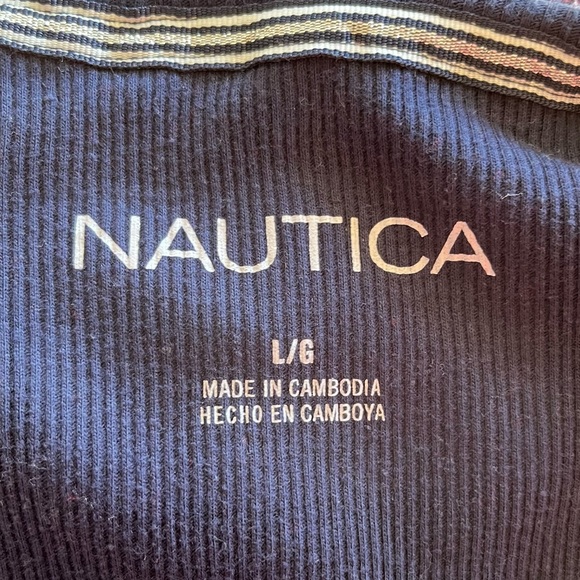 NAUTICA
L/G
MADE IN CAMBODIA
HECHO EN CAMBOYA